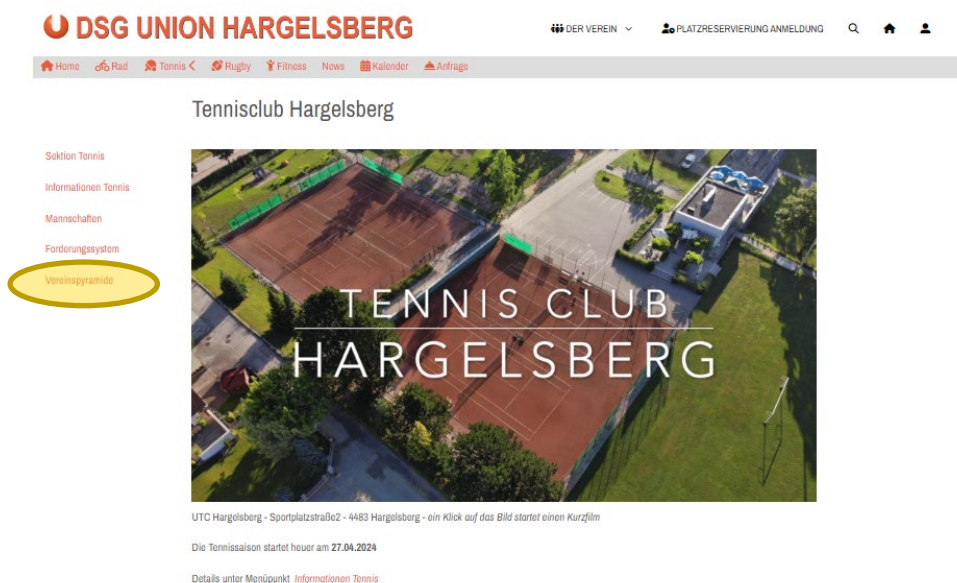 DSG UNION HARGELSBERG
DER VEREIN PLATZRESERVIERUNG ANMELDUNG
Home Rad Tennis Rugby Fitness News Kalender Anfrage
Tennisclub Hargelsberg
Sektion Tennis
Informationen Tennis
Mannschaften
Forderungssystem
Vereinspyramide
TENNIS CLUB
HARGELSBERG
UTC Hargelsberg - Sportplatzstraße2 - 4483 Hargelsberg - ein Klick auf das Bild startet einen Kurzfilm
Die Tennissaison startet heuer am 27.04.2024
Details unter Menüpunkt Informationen Tennis